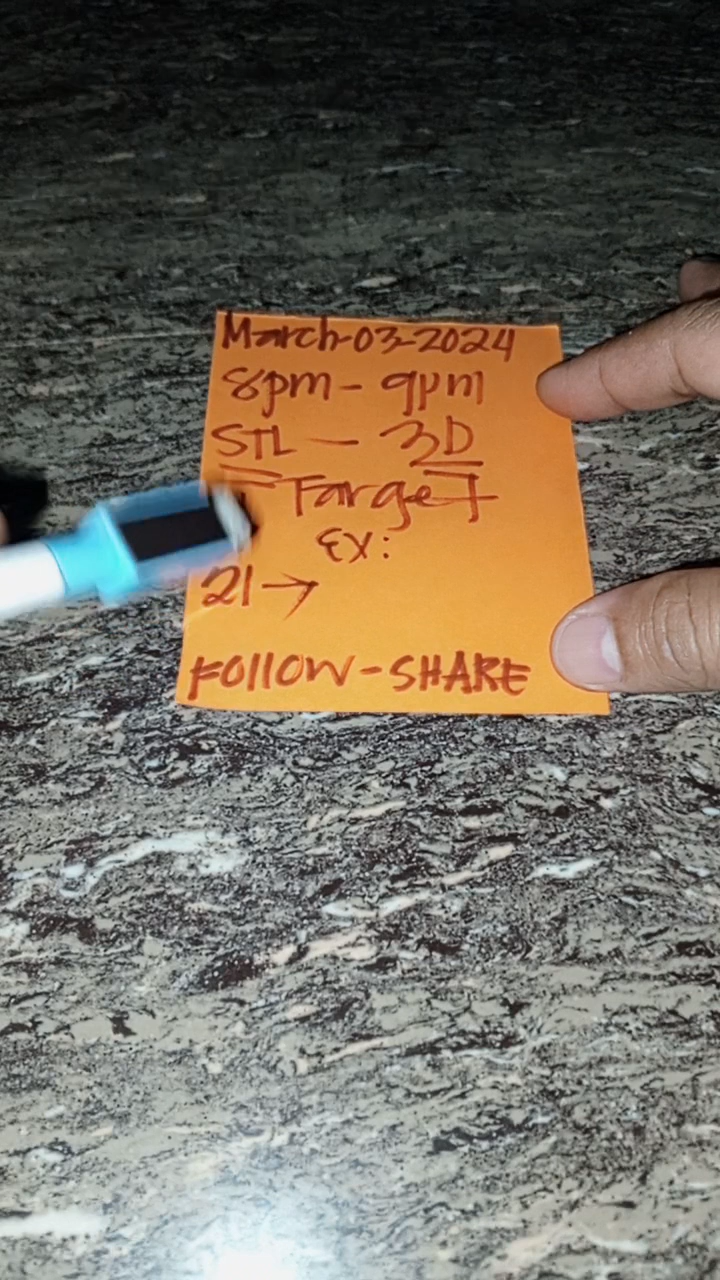 March-03-2024
8pm - 9pm
STL - 3D
Target
EX:
21 →
FOLLOW - SHARE